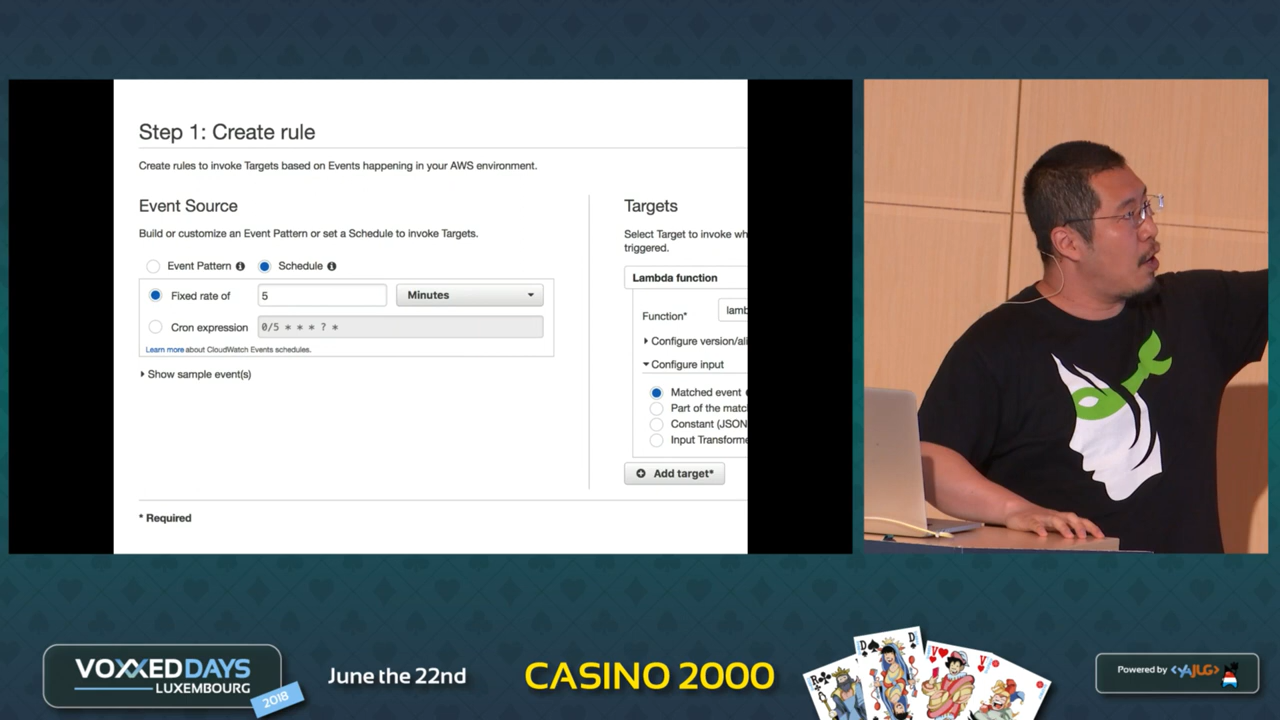 Step 1: Create rule
Create rules to invoke Targets based on Events happening in your AWS environment.
Event Source
Build or customize an Event Pattern or set a Schedule to invoke Targets.
Event Pattern
Schedule
Fixed rate of
5
Minutes
Cron expression
0/5 * * * ? *
Learn more about CloudWatch Events schedules.
Show sample event(s)
Targets
Select Target to invoke wh
triggered.
Lambda function
Function*
lamb
Configure version/ali
Configure input
Matched event
Part of the matc
Constant (JSON
Input Transforme
Add target*
* Required
VOXXEDDAYS
LUXEMBOURG
2018
June the 22nd
CASINO 2000
D
D
R
V
V
Powered by <YAJUG>